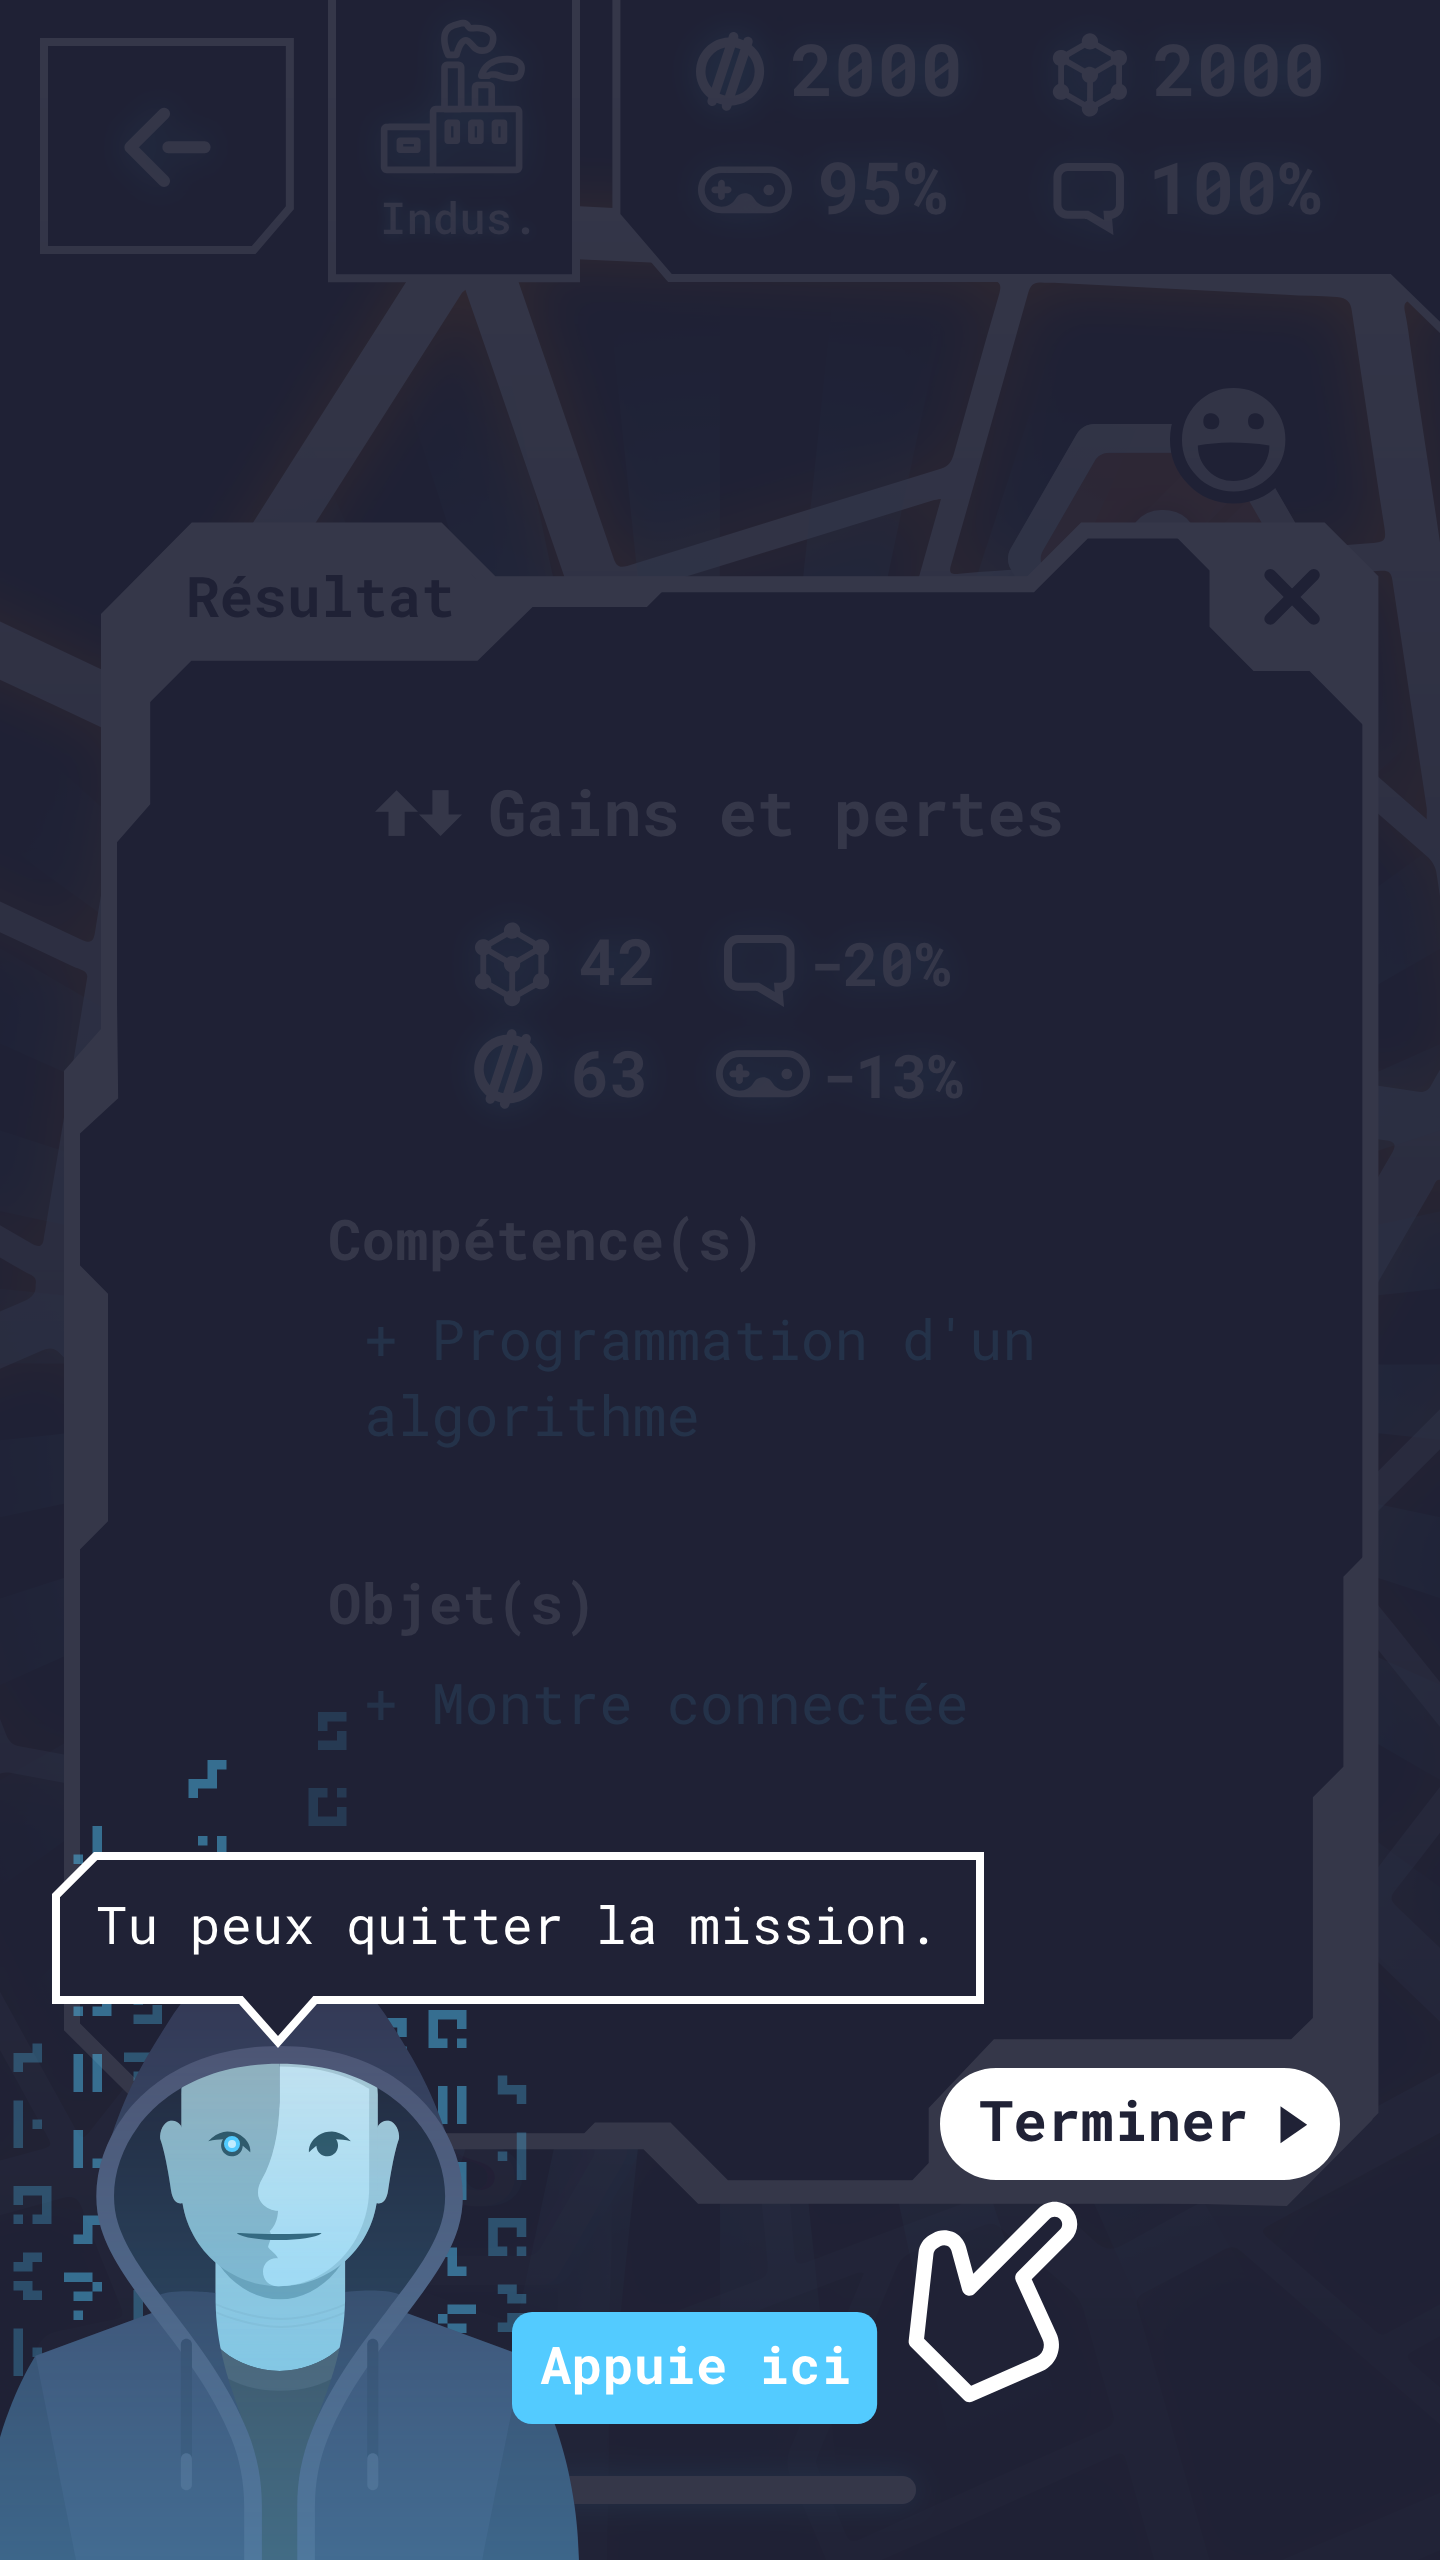 2000 2000
Indus. 95% 100%
Résultat
Gains et pertes
42 -20%
63 -13%
Compétence(s)
+ Programmation d'un
algorithme
Objet(s)
+ Montre connectée
Tu peux quitter la mission.
Terminer
Appuie ici